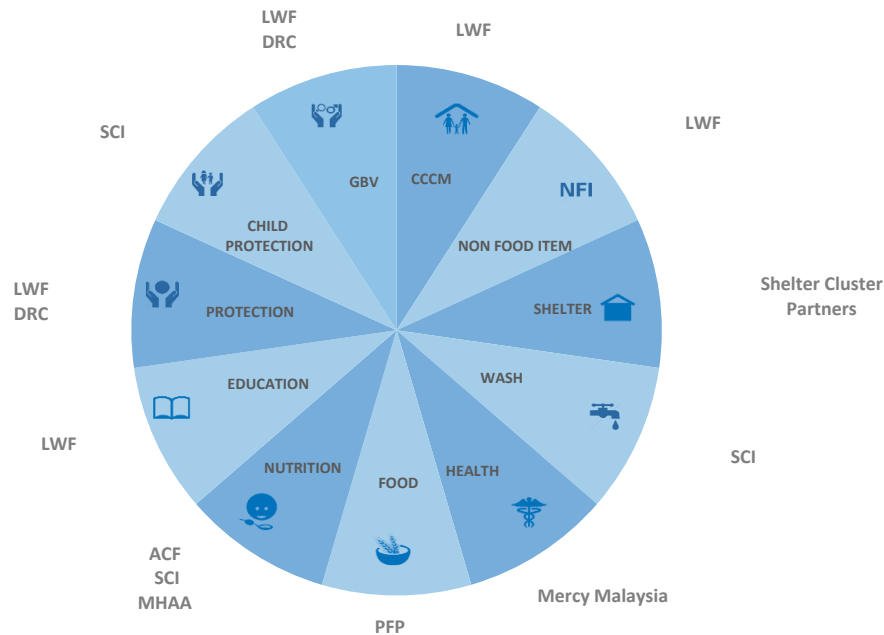 LWF
DRC
LWF
SCI
LWF
GBV
CCCM
NFI
CHILD
PROTECTION
NON FOOD ITEM
LWF
DRC
PROTECTION
SHELTER
Shelter Cluster
Partners
EDUCATION
WASH
LWF
SCI
NUTRITION
FOOD
HEALTH
ACF
SCI
MHAA
Mercy Malaysia
PFP